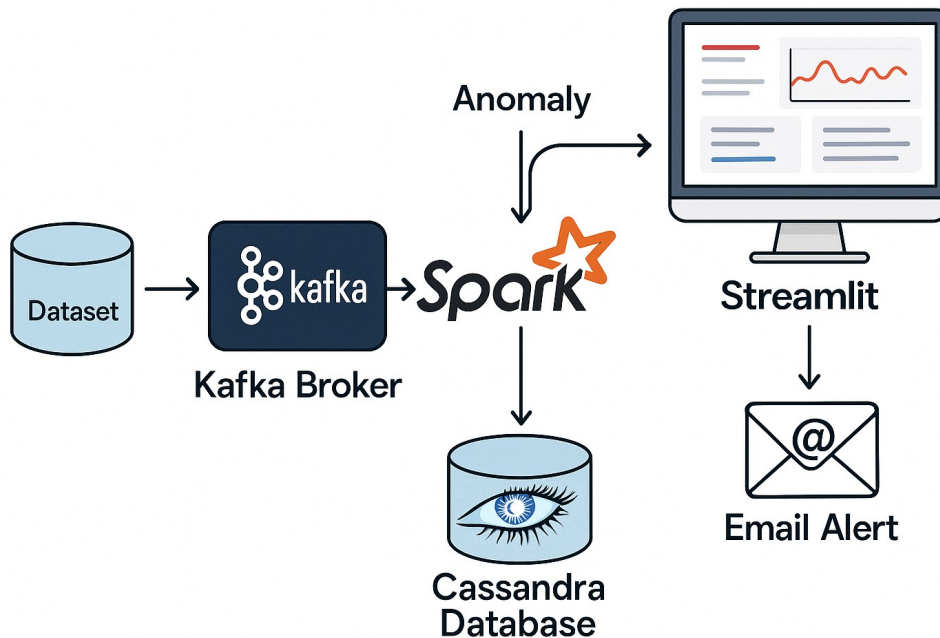 Anomaly
Dataset
kafka
Spark
Kafka Broker
Streamlit
@
Email Alert
Cassandra
Database